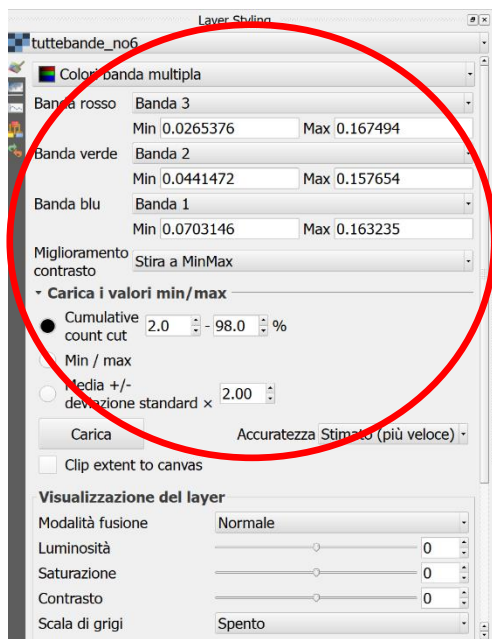 Layer Styling
tuttebande_no6
Colori banda multipla
Banda rosso Banda 3
Min 0.0265376 Max 0.167494
Banda verde Banda 2
Min 0.0441472 Max 0.157654
Banda blu Banda 1
Min 0.0703146 Max 0.163235
Miglioramento
contrasto Stira a MinMax
Carica i valori min/max
Cumulative
count cut 2.0 - 98.0 %
Min / max
Media +/-
deviazione standard × 2.00
Carica Accuratezza Stimato (più veloce)
Clip extent to canvas
Visualizzazione del layer
Modalità fusione Normale
Luminosità 0
Saturazione 0
Contrasto 0
Scala di grigi Spento